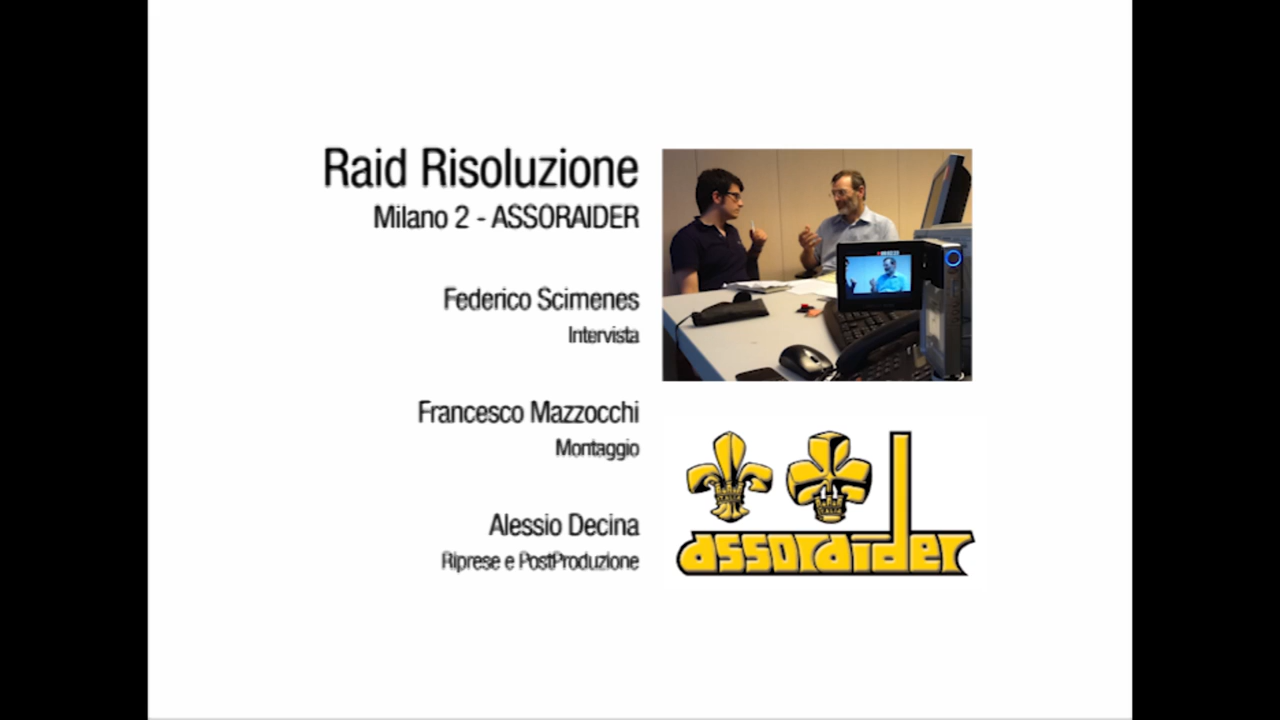 Raid Risoluzione
Milano 2 - ASSORAIDER
Federico Scimenes
Intervista
Francesco Mazzocchi
Montaggio
Alessio Decina
Riprese e PostProduzione
assoraider